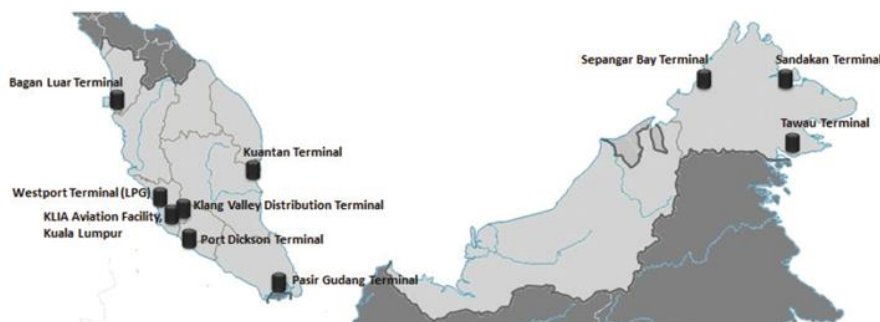 Sepangar Bay Terminal
Sandakan Terminal
Bagan Luar Terminal
Tawau Terminal
Kuantan Terminal
Westport Terminal (LPG)
Klang Valley Distribution Terminal
KLIA Aviation Facility,
Kuala Lumpur
Port Dickson Terminal
Pasir Gudang Terminal